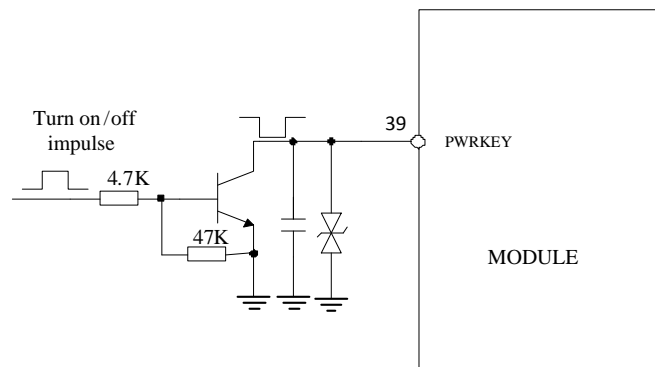 Turn on/off
impulse
4.7K
47K
39
PWRKEY
MODULE